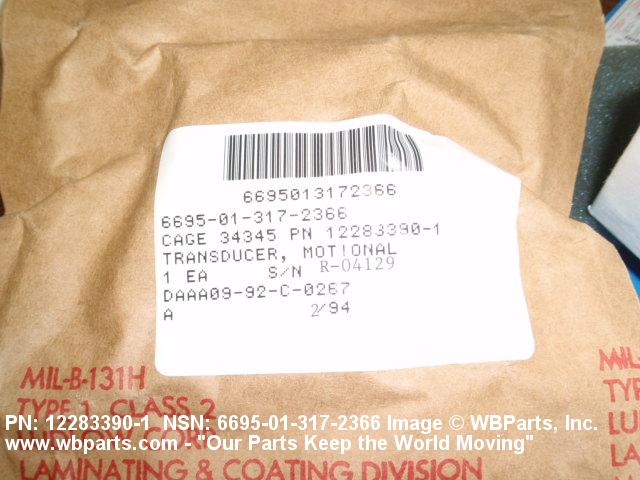 6695013172366
6695-01-317-2366
CAGE 34345 PN 12283390-1
TRANSDUCER, MOTIONAL
1 EA S/N R-04129
DAAA09-92-C-0267
A 2/94
MIL-B-131H
TYPE 1 CLASS 2
MIL-
TYP
LU
LA
PN: 12283390-1 NSN: 6695-01-317-2366 Image © WBParts, Inc.
www.wbparts.com - "Our Parts Keep the World Moving"
LAMINATING & COATING DIVISION